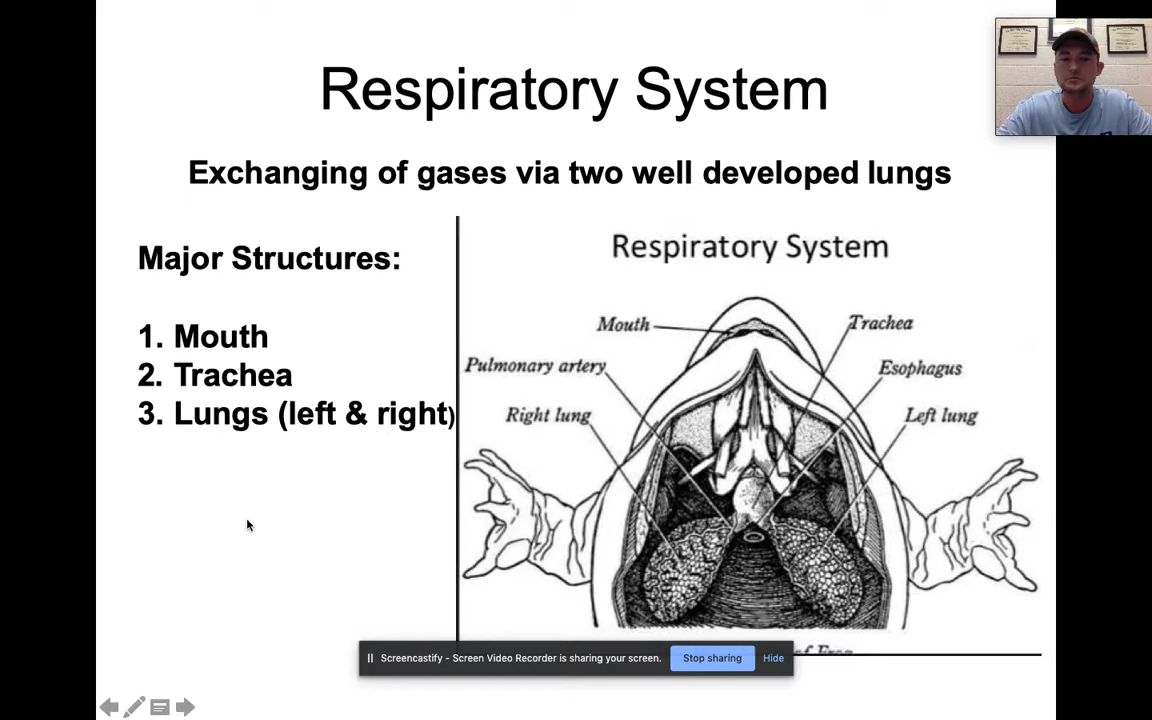 Respiratory System
Exchanging of gases via two well developed lungs
Major Structures:
1. Mouth
2. Trachea
3. Lungs (left & right)
Respiratory System
Mouth
Trachea
Pulmonary artery
Esophagus
Right lung
Left lung
of Frog
Screencastify - Screen Video Recorder is sharing your screen.
Stop sharing
Hide